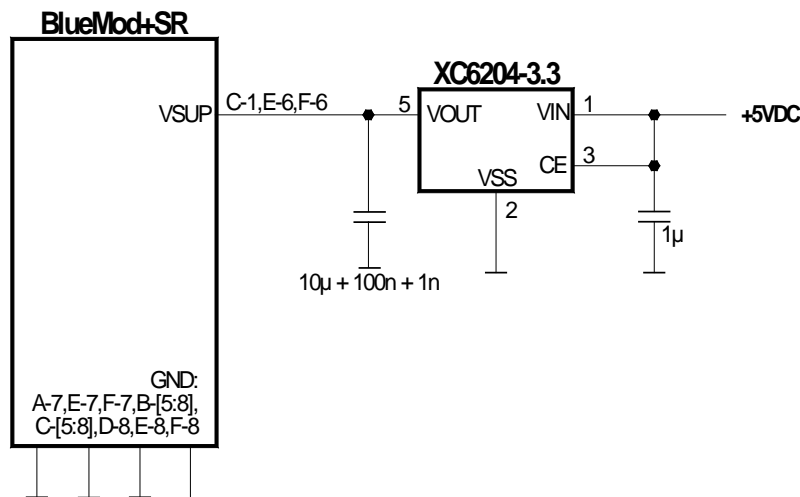 BlueMod+SR
XC6204-3.3
VSUP
C-1,E-6,F-6
5
VOUT
VIN
1
+5VDC
CE
3
VSS
2
1µ
10µ + 100n + 1n
GND:
A-7,E-7,F-7,B-[5:8],
C-[5:8],D-8,E-8,F-8